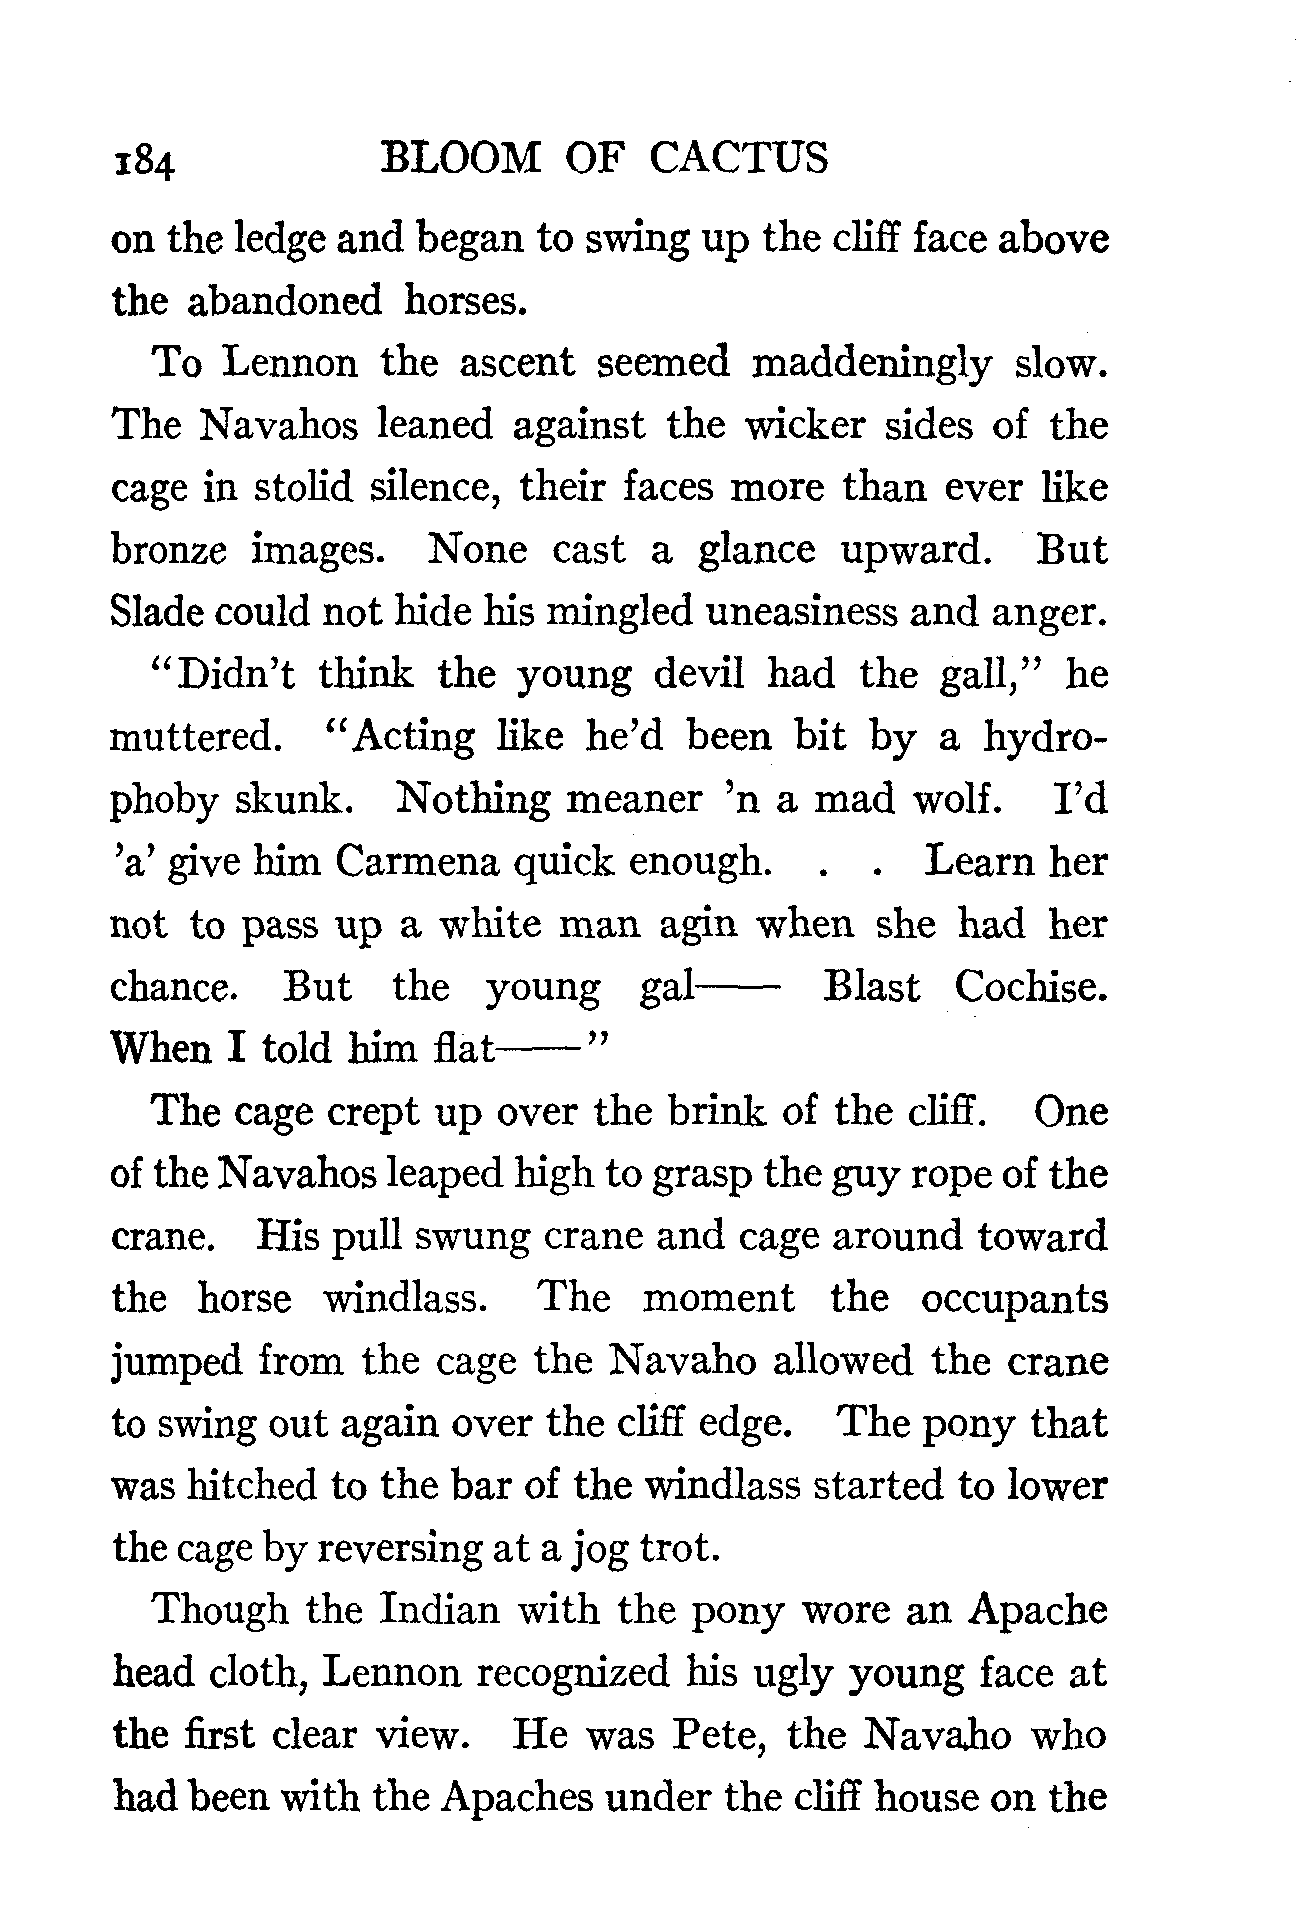 184 BLOOM OF CACTUS
on the ledge and began to swing up the cliff face above
the abandoned horses.
To Lennon the ascent seemed maddeningly slow.
The Navahos leaned against the wicker sides of the
cage in stolid silence, their faces more than ever like
bronze images. None cast a glance upward. But
Slade could not hide his mingled uneasiness and anger.
“Didn’t think the young devil had the gall,” he
muttered. “Acting like he’d been bit by a hydro-
phoby skunk. Nothing meaner ’n a mad wolf. I’d
’a’ give him Carmena quick enough. . . Learn her
not to pass up a white man agin when she had her
chance. But the young gal—— Blast Cochise.
When I told him flat——”
The cage crept up over the brink of the cliff. One
of the Navahos leaped high to grasp the guy rope of the
crane. His pull swung crane and cage around toward
the horse windlass. The moment the occupants
jumped from the cage the Navaho allowed the crane
to swing out again over the cliff edge. The pony that
was hitched to the bar of the windlass started to lower
the cage by reversing at a jog trot.
Though the Indian with the pony wore an Apache
head cloth, Lennon recognized his ugly young face at
the first clear view. He was Pete, the Navaho who
had been with the Apaches under the cliff house on the